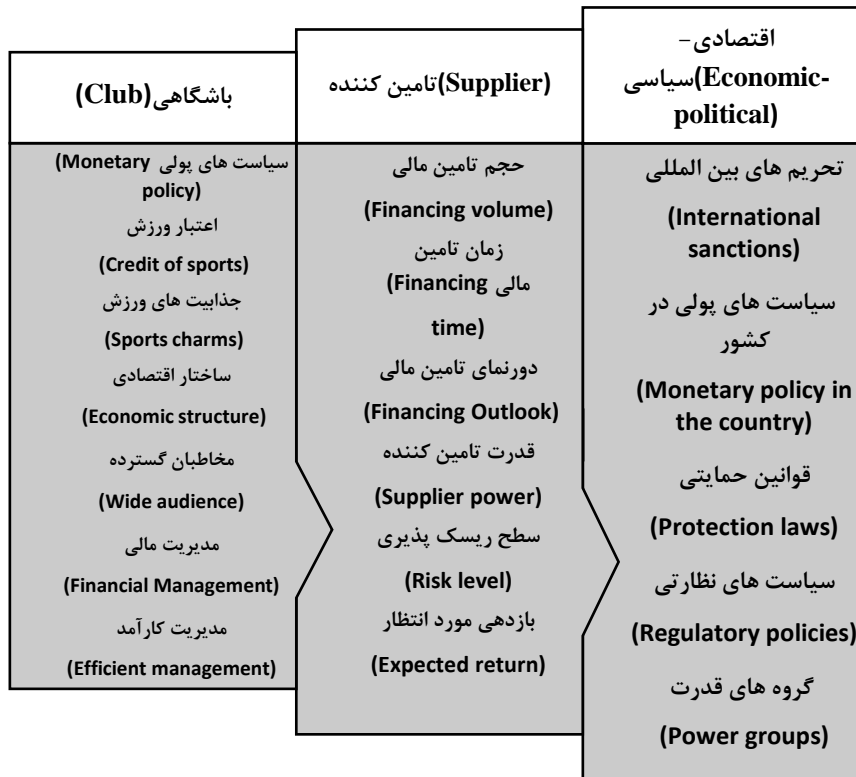 باشگاهی(Club)
سیاست های پولی (Monetary
policy)
اعتبار ورزش
(Credit of sports)
جذابیت های ورزش
(Sports charms)
ساختار اقتصادی
(Economic structure)
مخاطبان گسترده
(Wide audience)
مدیریت مالی
(Financial Management)
مدیریت کارآمد
(Efficient management)
تامین کننده(Supplier)
حجم تامین مالی
(Financing volume)
زمان تامین
مالی (Financing
time)
دورنمای تامین مالی
(Financing Outlook)
قدرت تامین کننده
(Supplier power)
سطح ریسک پذیری
(Risk level)
بازدهی مورد انتظار
(Expected return)
اقتصادی–
سیاسی(Economic-
political)
تحریم های بین المللی
(International
sanctions)
سیاست های پولی در
کشور
(Monetary policy in
the country)
قوانین حمایتی
(Protection laws)
سیاست های نظارتی
(Regulatory policies)
گروه های قدرت
(Power groups)